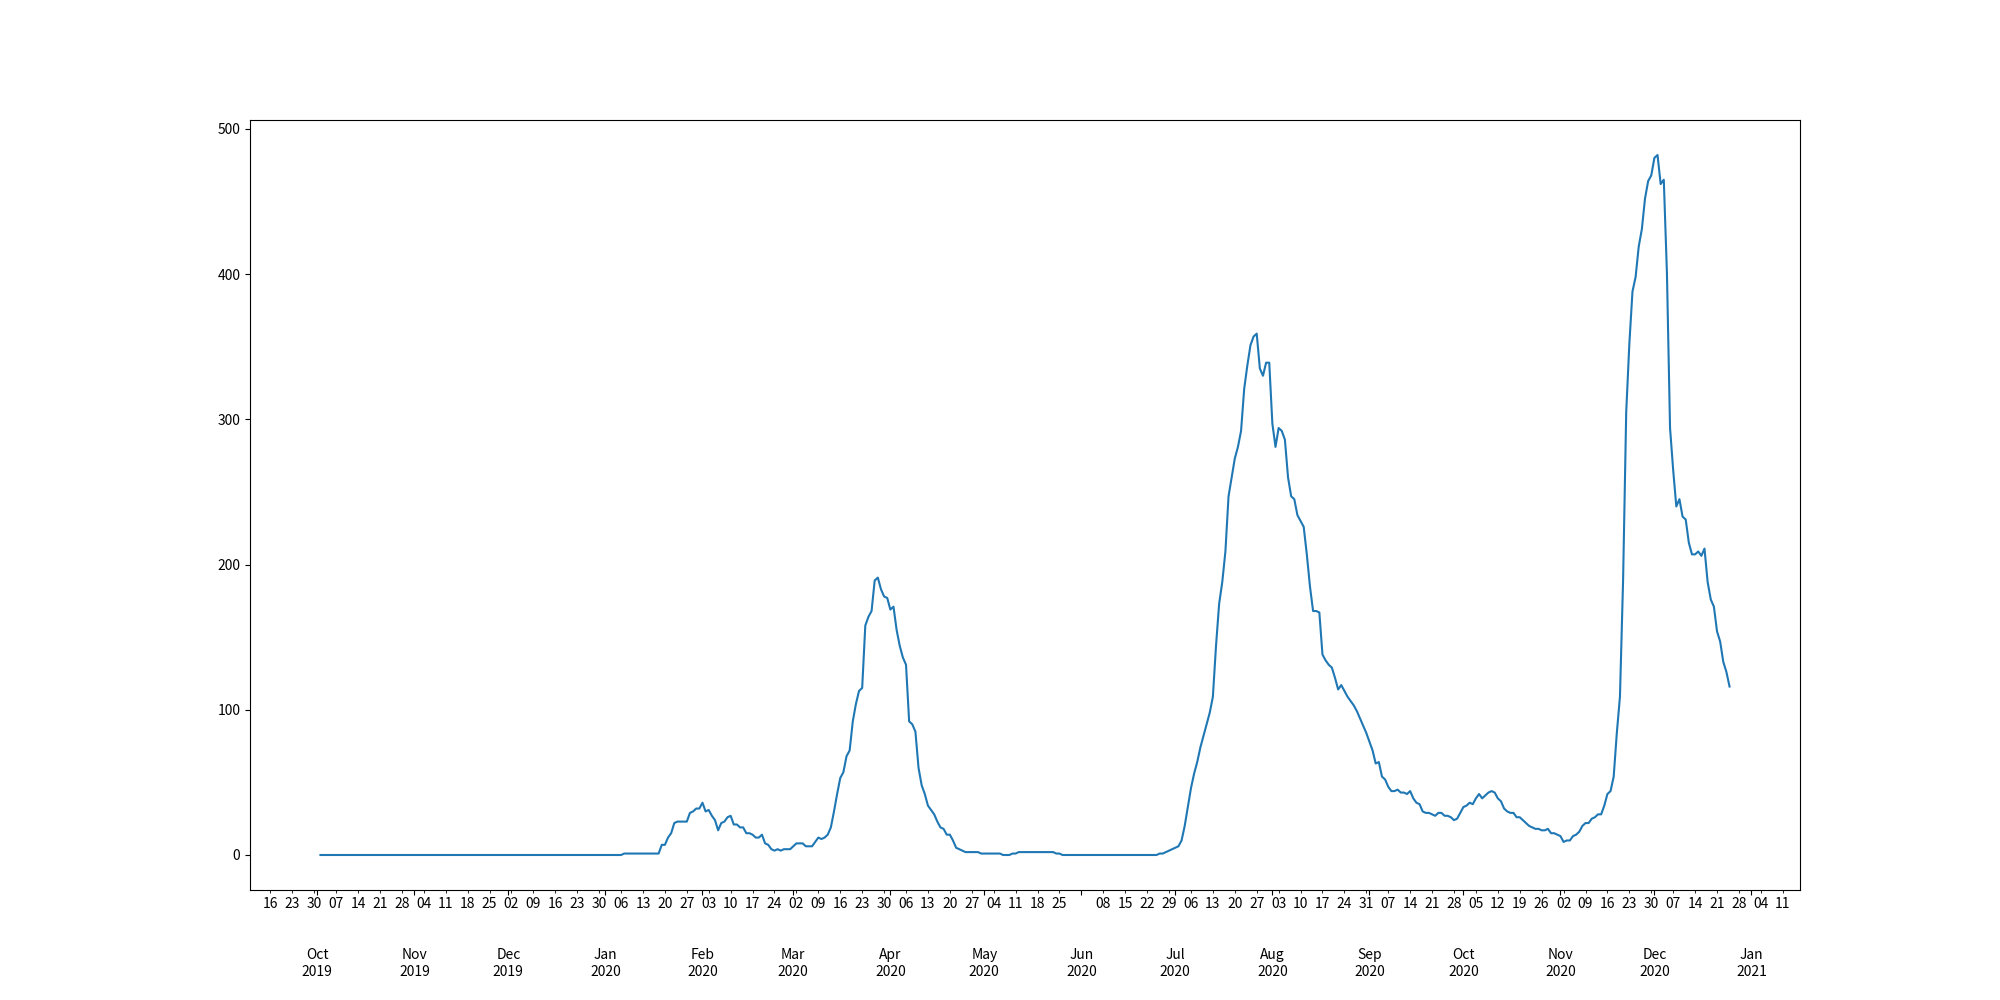 500
400
300
200
100
0
16 23 30 07 14 21 28 04 11 18 25 02 09 16 23 30 06 13 20 27 03 10 17 24 02 09 16 23 30 06 13 20 27 04 11 18 25 08 15 22 29 06 13 20 27 03 10 17 24 31 07 14 21 28 05 12 19 26 02 09 16 23 30 07 14 21 28 04 11
Oct Nov Dec Jan Feb Mar Apr May Jun Jul Aug Sep Oct Nov Dec Jan
2019 2019 2019 2020 2020 2020 2020 2020 2020 2020 2020 2020 2020 2020 2020 2021